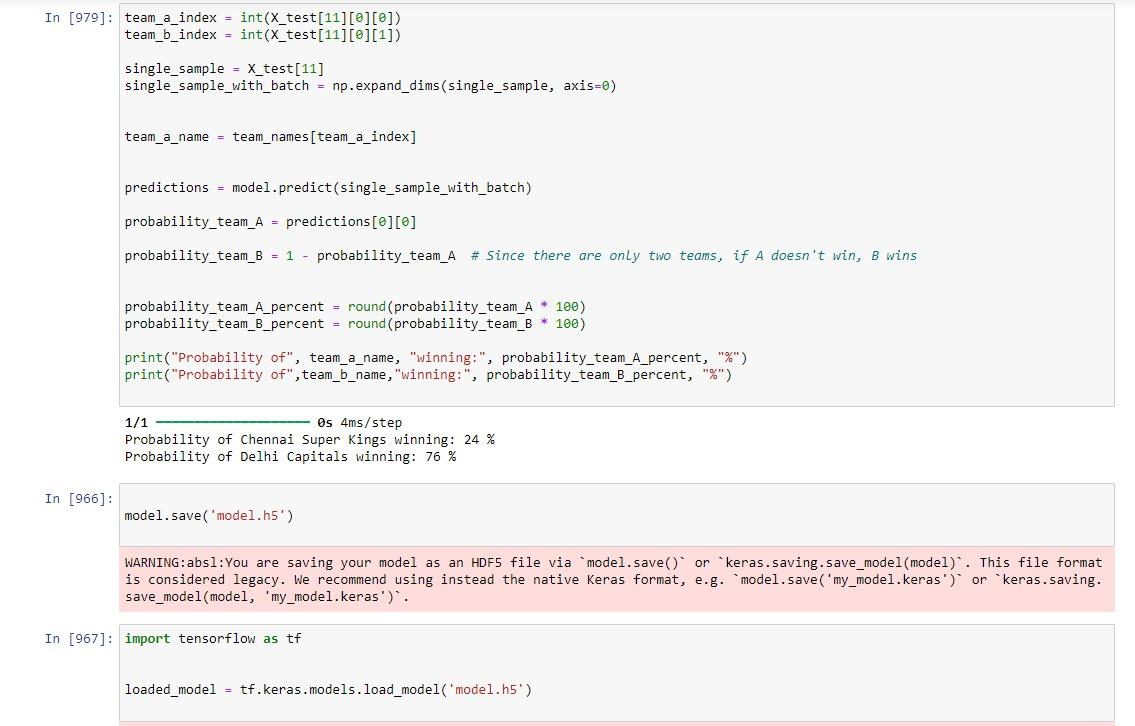 In [979]:
team_a_index = int(X_test[11][0][0])
team_b_index = int(X_test[11][0][1])
single_sample = X_test[11]
single_sample_with_batch = np.expand_dims(single_sample, axis=0)
team_a_name = team_names[team_a_index]
predictions = model.predict(single_sample_with_batch)
probability_team_A = predictions[0][0]
probability_team_B = 1 - probability_team_A  # Since there are only two teams, if A doesn't win, B wins
probability_team_A_percent = round(probability_team_A * 100)
probability_team_B_percent = round(probability_team_B * 100)
print("Probability of", team_a_name, "winning:", probability_team_A_percent, "%")
print("Probability of",team_b_name,"winning:", probability_team_B_percent, "%")
1/1 ━━━━━━━━━━━━━━━━━━━━ 0s 4ms/step
Probability of Chennai Super Kings winning: 24 %
Probability of Delhi Capitals winning: 76 %
In [966]:
model.save('model.h5')
WARNING:absl:You are saving your model as an HDF5 file via `model.save()` or `keras.saving.save_model(model)`. This file format
is considered legacy. We recommend using instead the native Keras format, e.g. `model.save('my_model.keras')` or `keras.saving.
save_model(model, 'my_model.keras')`.
In [967]:
import tensorflow as tf
loaded_model = tf.keras.models.load_model('model.h5')